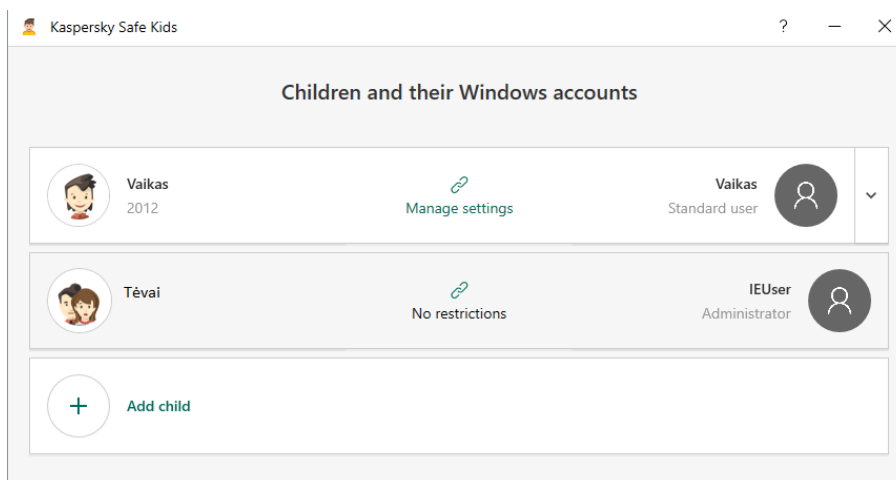 Kaspersky Safe Kids
?
Children and their Windows accounts
Vaikas
2012
Manage settings
Vaikas
Standard user
Tėvai
No restrictions
IEUser
Administrator
+
Add child